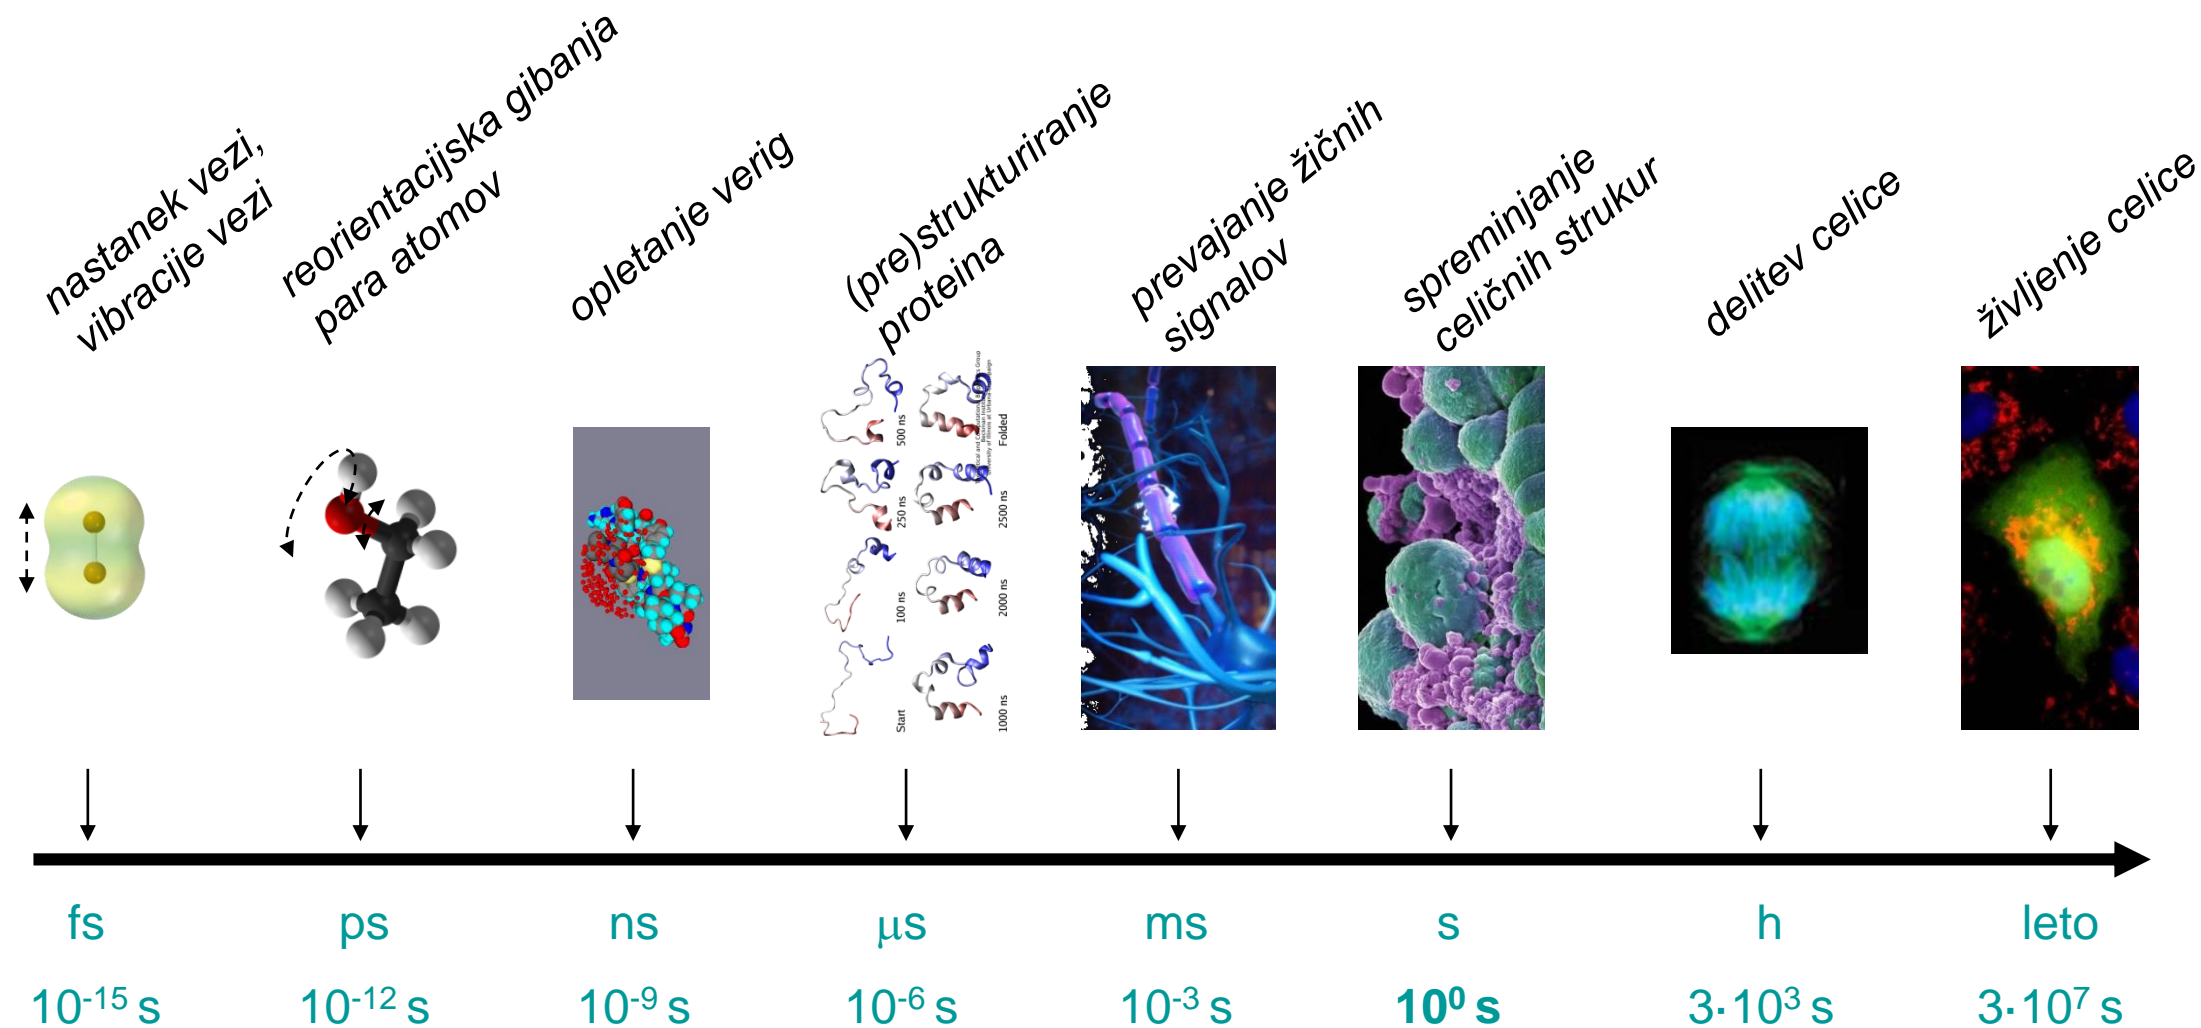 nastanek vezi,
vibracije vezi
reorientacijska gibanja
para atomov
opletanje verig
(pre)strukturiranje
proteina
prevajanje žičnih
signalov
spreminjanje
celičnih strukur
delitev celice
življenje celice
500 ns
Folded
250 ns
2500 ns
100 ns
2000 ns
Start
1000 ns
fs
ps
ns
μs
ms
s
h
leto
10⁻¹⁵ s
10⁻¹² s
10⁻⁹ s
10⁻⁶ s
10⁻³ s
10⁰ s
3·10³ s
3·10⁷ s